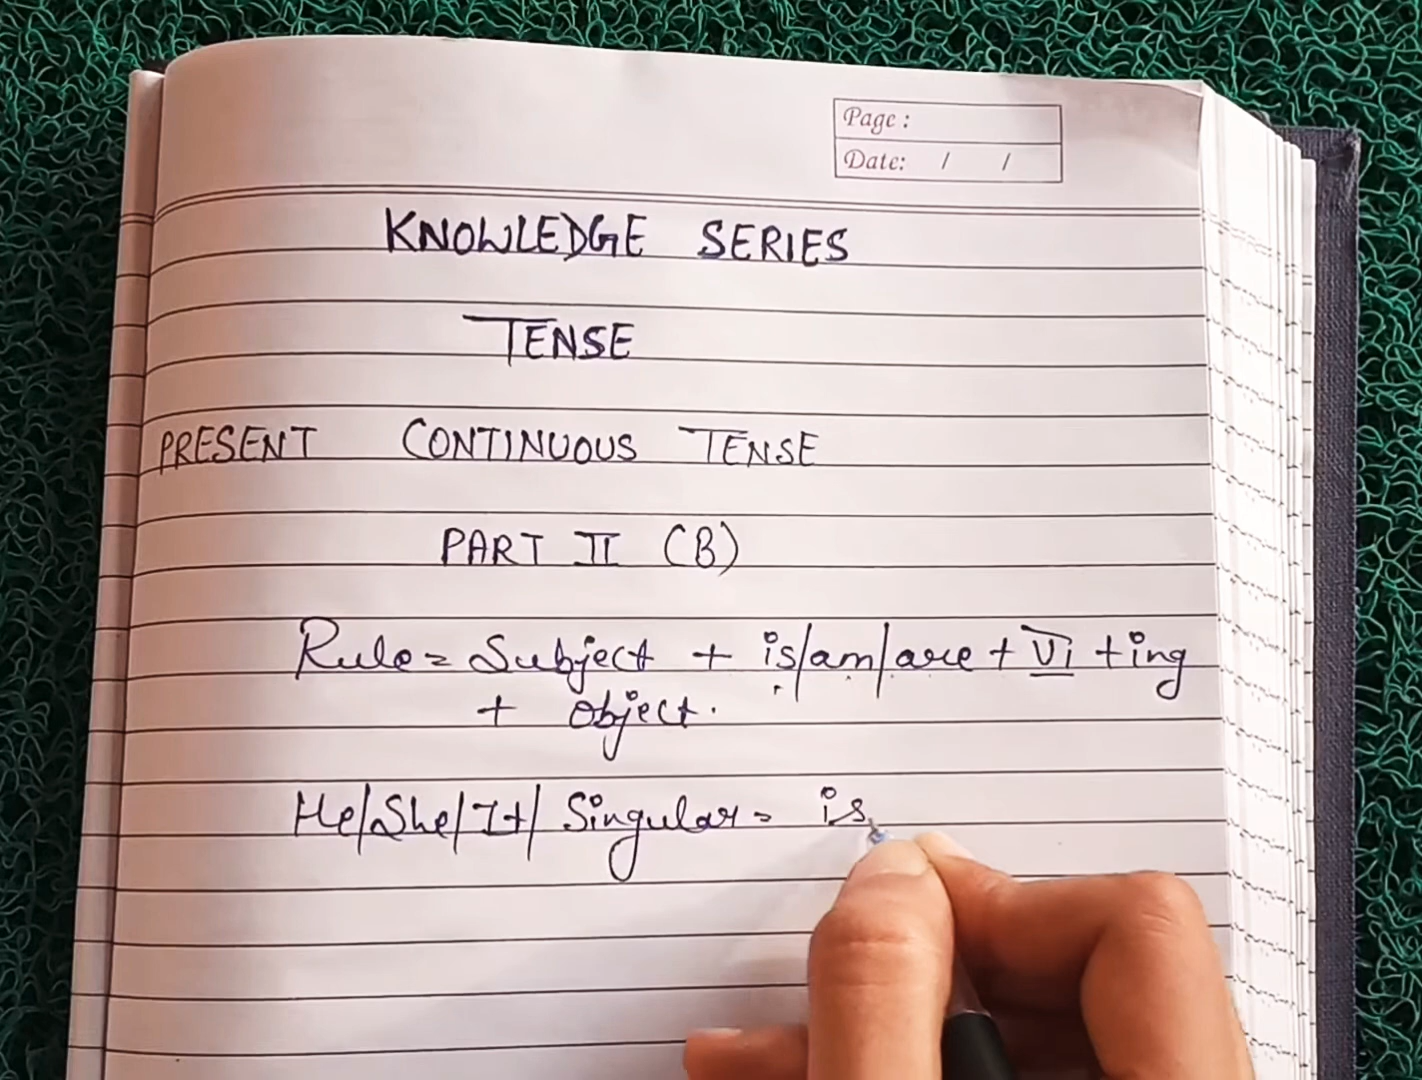 Page :
Date: / /
KNOWLEDGE SERIES
TENSE
PRESENT CONTINUOUS TENSE
PART II (B)
Rule = Subject + is/am/are + V1 + ing
+ object.
He/She/It/ Singular = is